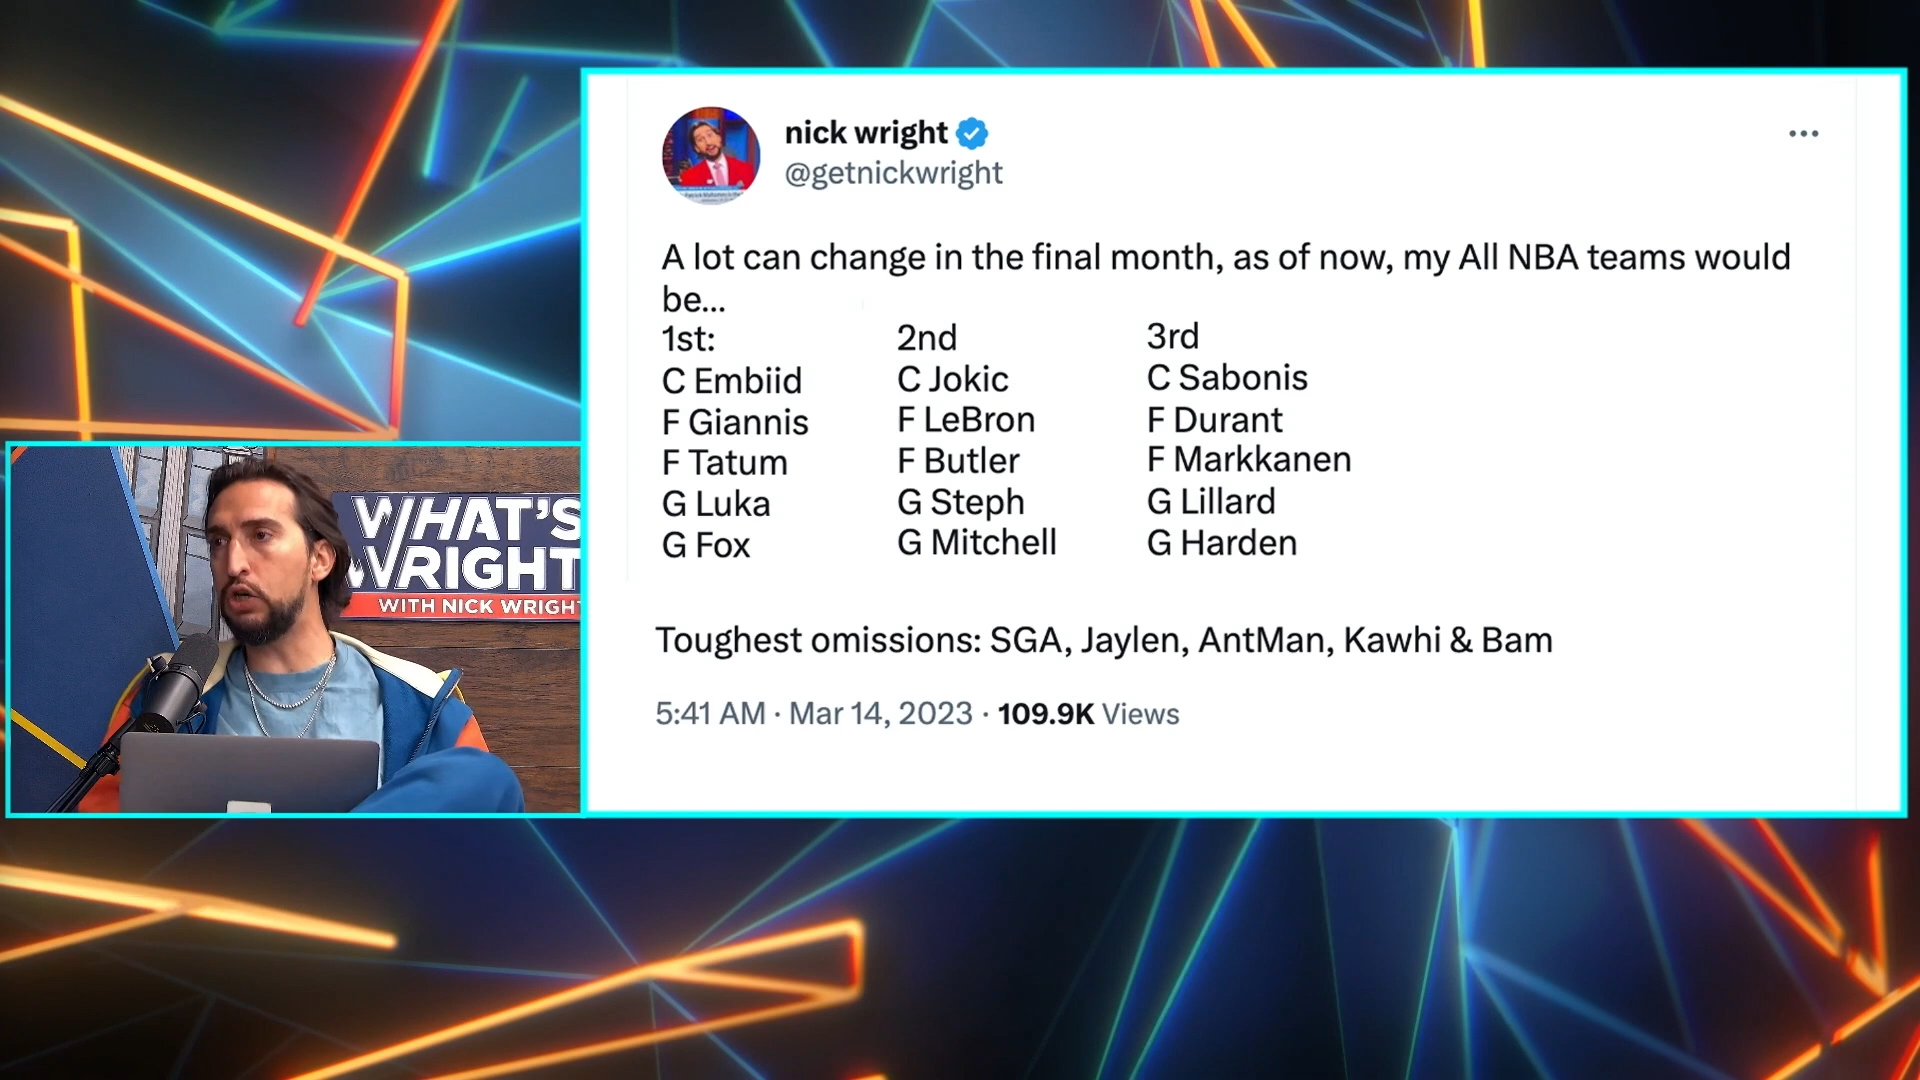 nick wright
@getnickwright
A lot can change in the final month, as of now, my All NBA teams would
be...
1st:
C Embiid
F Giannis
F Tatum
G Luka
G Fox
2nd
C Jokic
F LeBron
F Butler
G Steph
G Mitchell
3rd
C Sabonis
F Durant
F Markkanen
G Lillard
G Harden
Toughest omissions: SGA, Jaylen, AntMan, Kawhi & Bam
5:41 AM · Mar 14, 2023 · 109.9K Views
WHAT'S
WRIGHT
WITH NICK WRIGHT